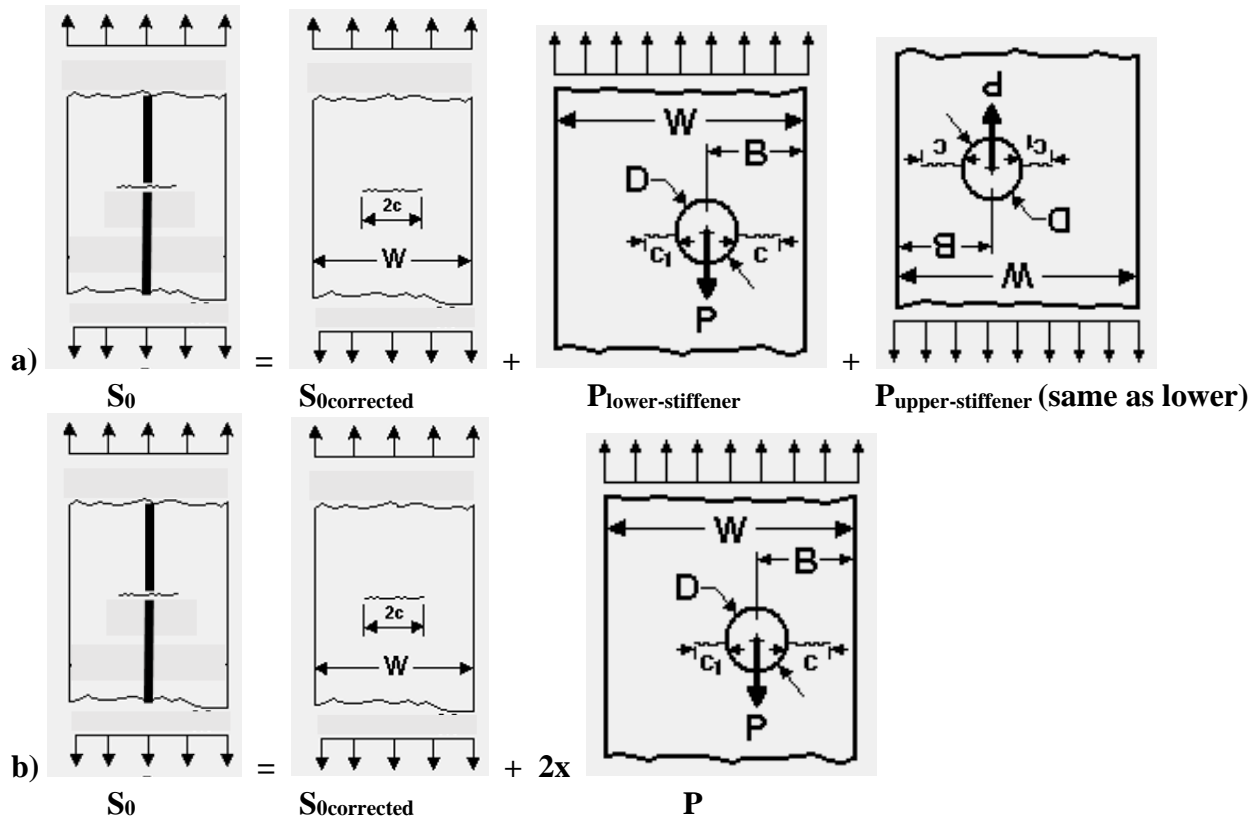 W
B
D
C₁
C
P
P
C
C₁
D
B
W
2c
W
a)
=
+
+
S₀
S₀corrected
Plower-stiffener
Pupper-stiffener (same as lower)
W
B
D
C₁
C
P
2c
W
b)
=
+ 2x
S₀
S₀corrected
P